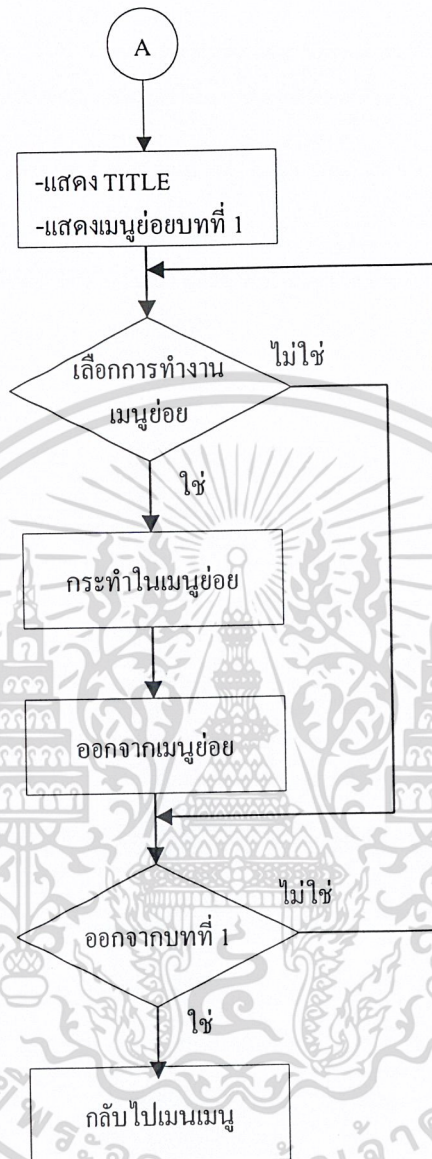 A
-แสดง TITLE
-แสดงเมนูย่อยบทที่ 1
เลือกการทำงาน
เมนูย่อย
ไม่ใช่
ใช่
กระทำในเมนูย่อย
ออกจากเมนูย่อย
ออกจากบทที่ 1
ไม่ใช่
ใช่
กลับไปเมนเมนู